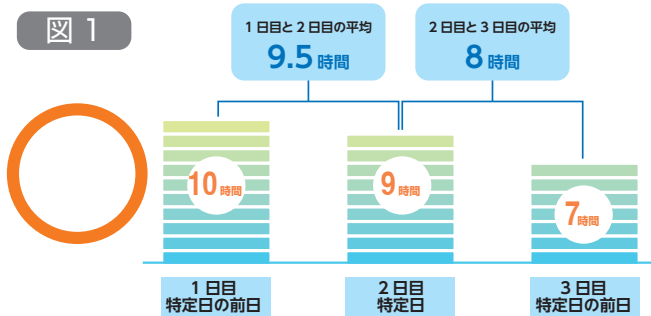 図 1
1日目と2日目の平均
9.5時間
2日目と3日目の平均
8時間
10時間
9時間
7時間
1日目
特定日の前日
2日目
特定日
3日目
特定日の前日